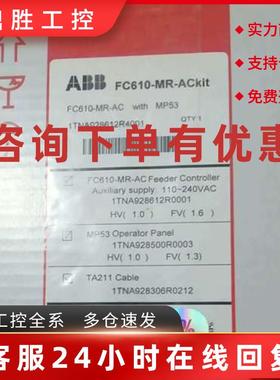 胜工控
实力
支持
ABB FC610-MR-ACkit
FC610-MR-AC with MP53
1TNA928612R4001
QTY 1
咨询下单有优惠
FC610-MR-AC Feeder Controller
Auxiliary supply: 110~240VAC
1TNA928612R0001
HV( 1.0 ) FV( 1.6 )
MP53 Operator Panel
1TNA928500R0003
HV( 1.0 ) FV( 1.3 )
TA211 Cable
1TNA928306R0212
工控全系 多仓速发
客服24小时在线回复